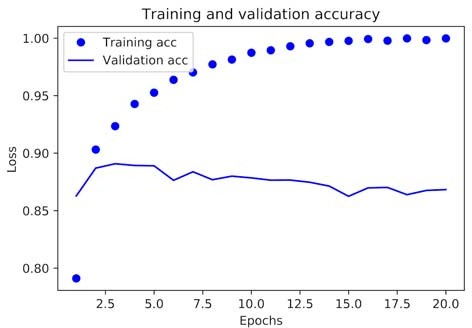 Training and validation accuracy
Training acc
Validation acc
1.00
0.95
0.90
0.85
0.80
Loss
2.5 5.0 7.5 10.0 12.5 15.0 17.5 20.0
Epochs